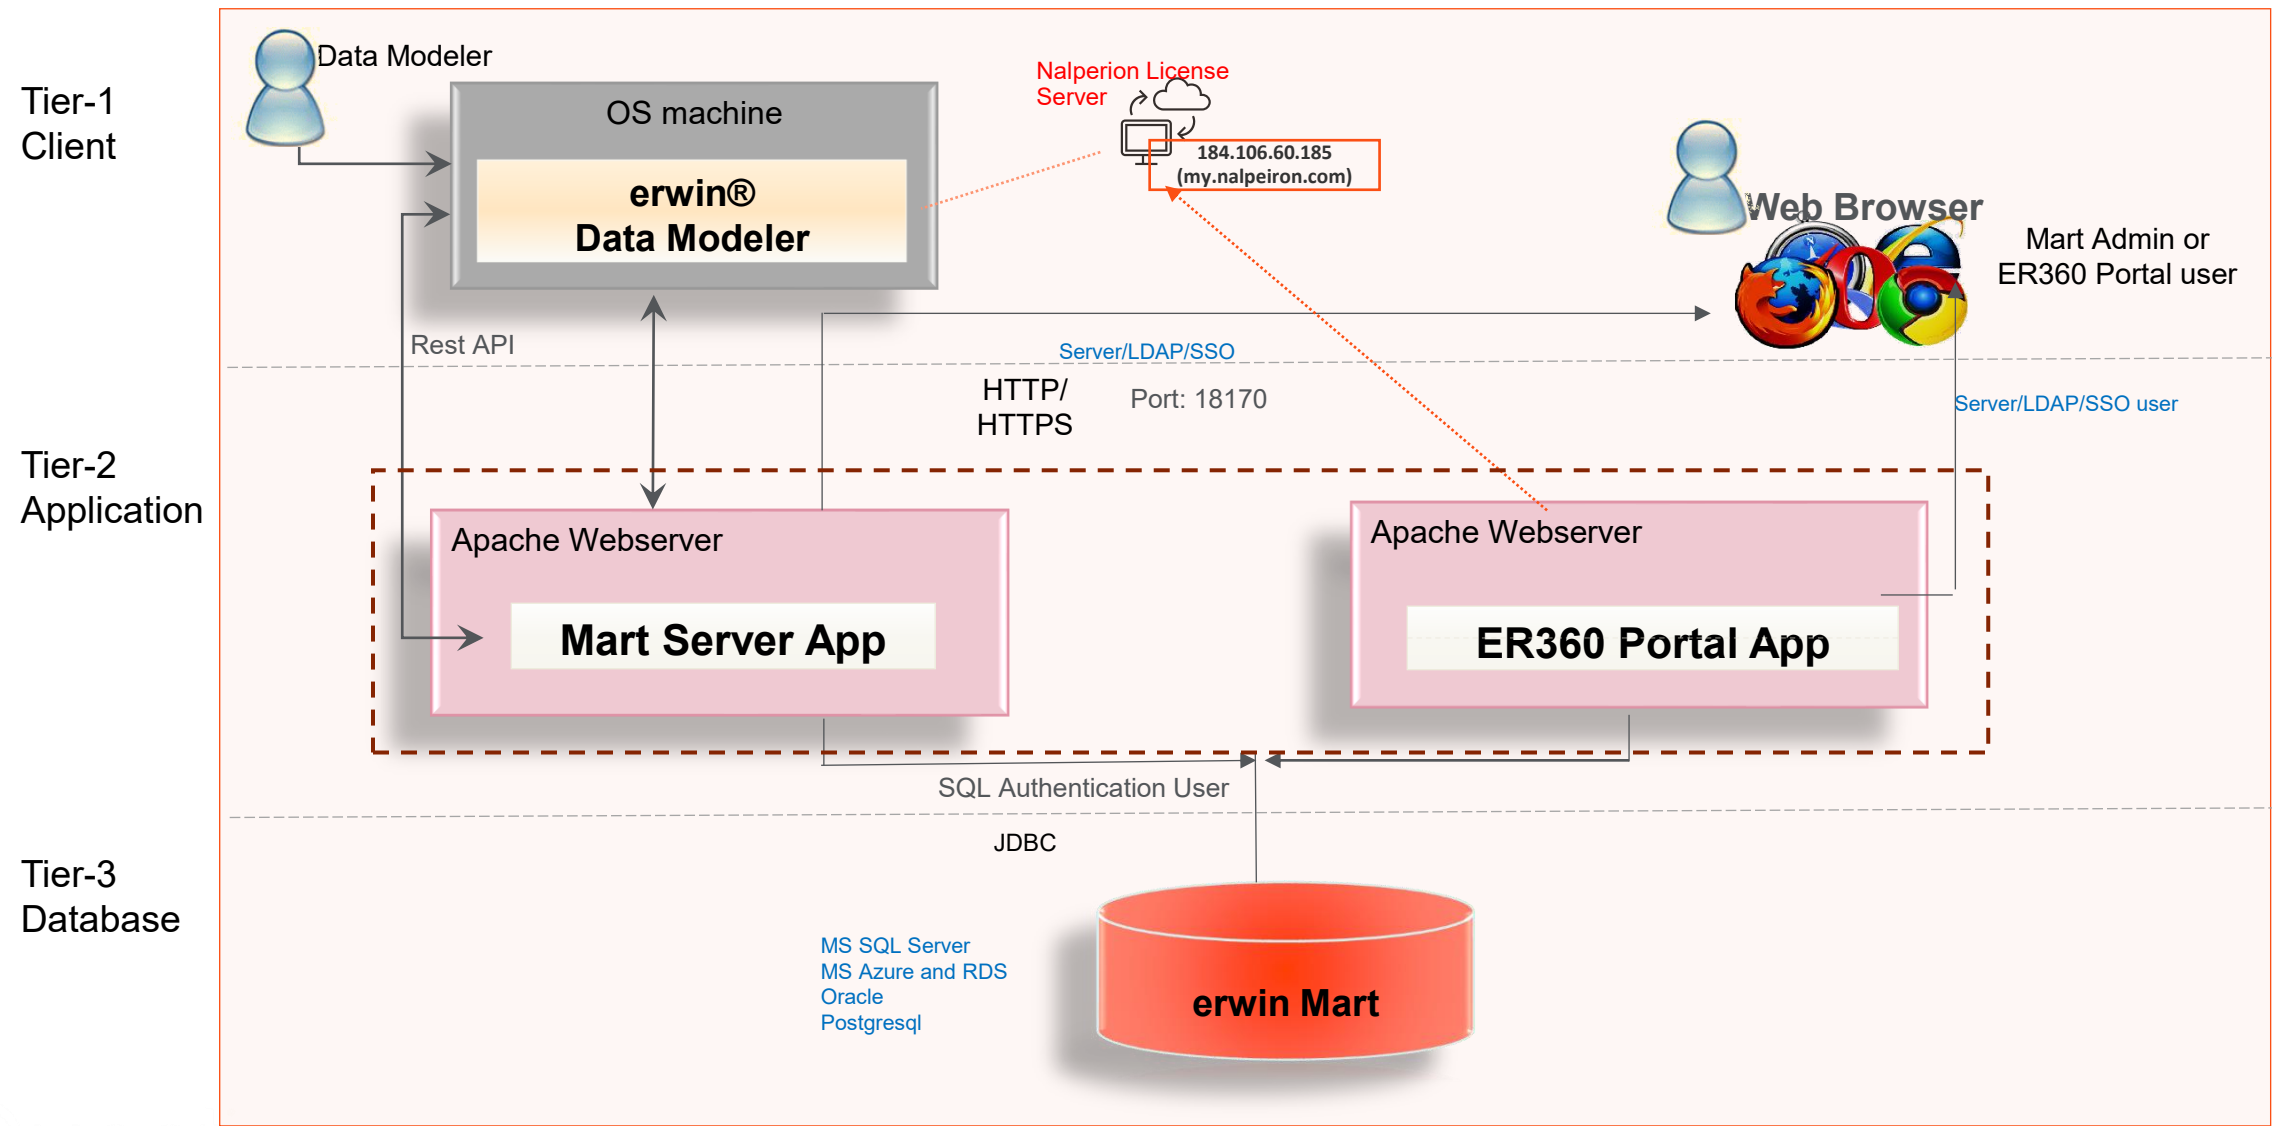 Data Modeler
Tier-1
Client
OS machine
erwin®
Data Modeler
Nalperion License
Server
184.106.60.185
(my.nalpeiron.com)
Web Browser
Mart Admin or
ER360 Portal user
Rest API
Server/LDAP/SSO
HTTP/
HTTPS
Port: 18170
Server/LDAP/SSO user
Tier-2
Application
Apache Webserver
Mart Server App
Apache Webserver
ER360 Portal App
SQL Authentication User
JDBC
Tier-3
Database
MS SQL Server
MS Azure and RDS
Oracle
Postgresql
erwin Mart